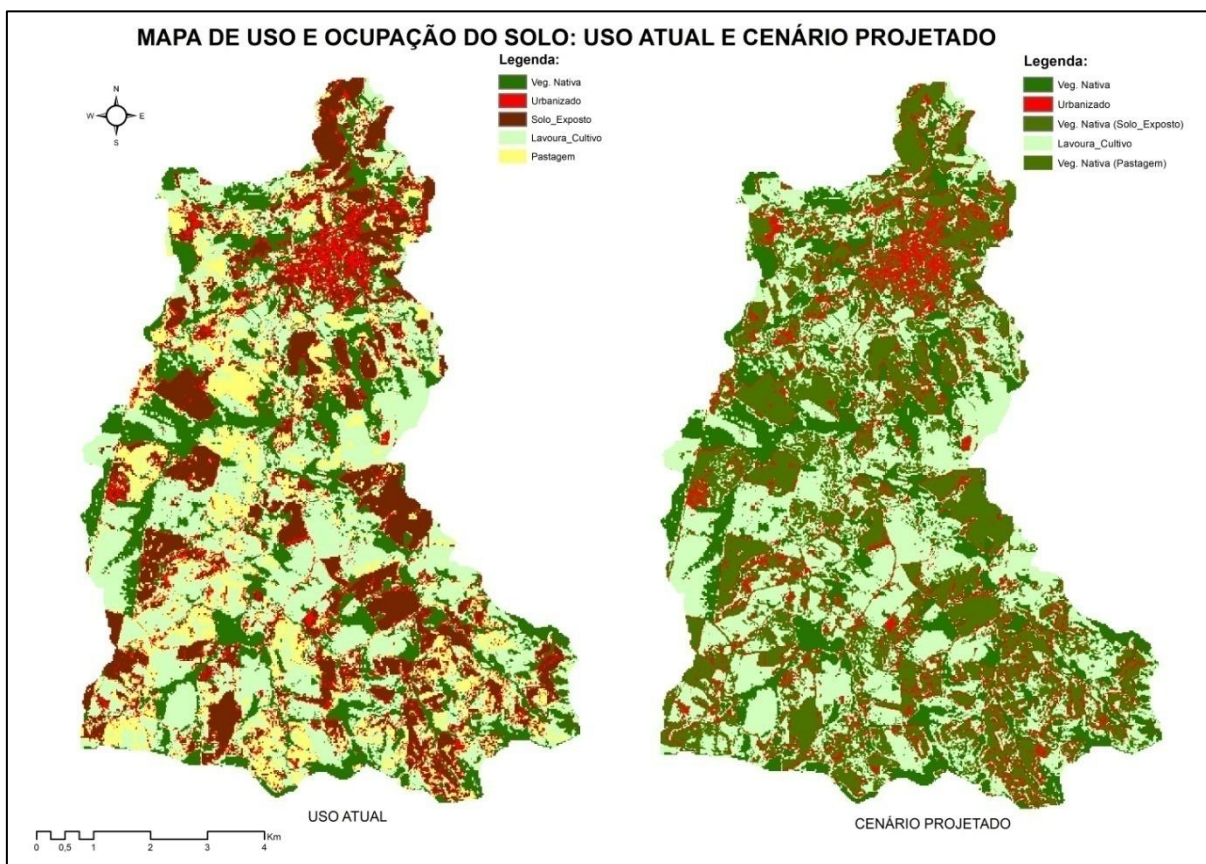 MAPA DE USO E OCUPAÇÃO DO SOLO: USO ATUAL E CENÁRIO PROJETADO
Legenda:
Veg. Nativa
Urbanizado
Solo_Exposto
Lavoura_Cultivo
Pastagem
Legenda:
Veg. Nativa
Urbanizado
Veg. Nativa (Solo_Exposto)
Lavoura_Cultivo
Veg. Nativa (Pastagem)
N
W E
S
USO ATUAL
CENÁRIO PROJETADO
Km
0 0,5 1 2 3 4